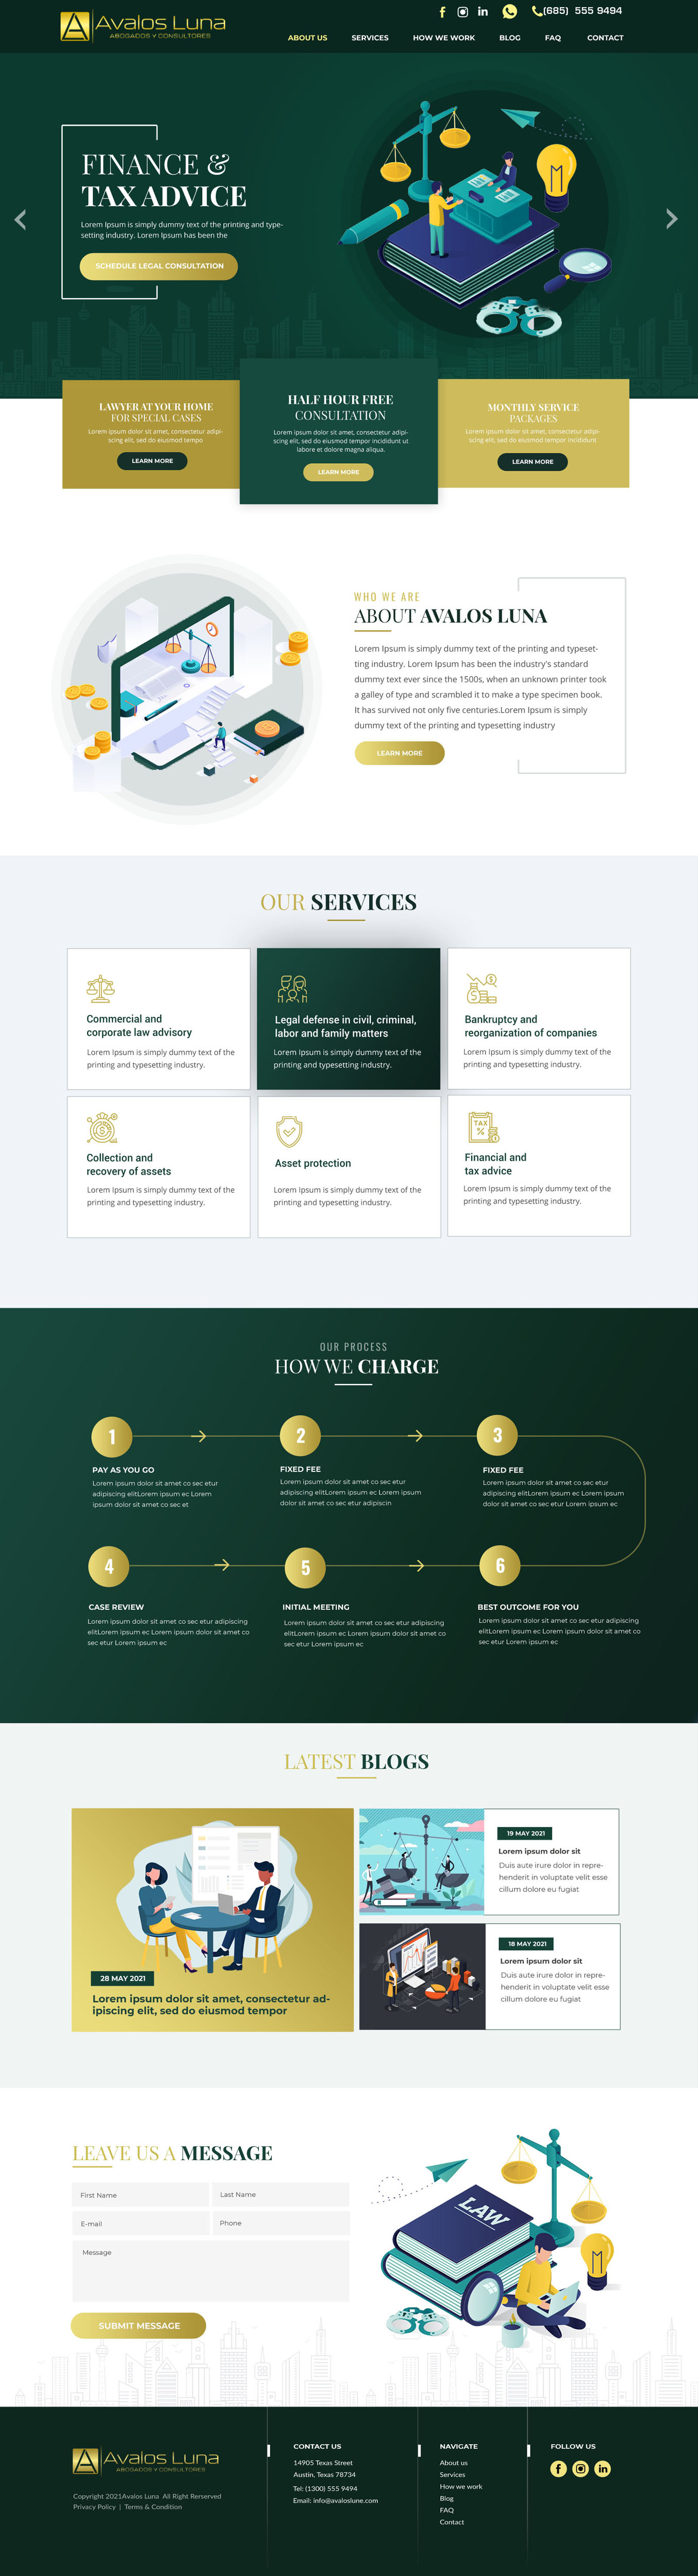 Avalos Luna
ABOGADOS Y CONSULTORES
(685) 555 9494
ABOUT US SERVICES HOW WE WORK BLOG FAQ CONTACT
FINANCE &
TAX ADVICE
Lorem Ipsum is simply dummy text of the printing and type-
setting industry. Lorem Ipsum has been the
SCHEDULE LEGAL CONSULTATION
LAWYER AT YOUR HOME
FOR SPECIAL CASES
Lorem ipsum dolor sit amet, consectetur adipi-
scing elit, sed do eiusmod tempo
LEARN MORE
HALF HOUR FREE
CONSULTATION
Lorem ipsum dolor sit amet, consectetur adipi-
scing elit, sed do eiusmod tempor incididunt ut
labore et dolore magna aliqua.
LEARN MORE
MONTHLY SERVICE
PACKAGES
Lorem ipsum dolor sit amet, consectetur adipi-
scing elit, sed do eiusmod tempor incididunt
LEARN MORE
WHO WE ARE
ABOUT AVALOS LUNA
Lorem Ipsum is simply dummy text of the printing and typeset-
ting industry. Lorem Ipsum has been the industry's standard
dummy text ever since the 1500s, when an unknown printer took
a galley of type and scrambled it to make a type specimen book.
It has survived not only five centuries.Lorem Ipsum is simply
dummy text of the printing and typesetting industry
LEARN MORE
OUR SERVICES
Commercial and
corporate law advisory
Lorem Ipsum is simply dummy text of the
printing and typesetting industry.
Legal defense in civil, criminal,
labor and family matters
Lorem Ipsum is simply dummy text of the
printing and typesetting industry.
Bankruptcy and
reorganization of companies
Lorem Ipsum is simply dummy text of the
printing and typesetting industry.
Collection and
recovery of assets
Lorem Ipsum is simply dummy text of the
printing and typesetting industry.
Asset protection
Lorem Ipsum is simply dummy text of the
printing and typesetting industry.
TAX
%
Financial and
tax advice
Lorem Ipsum is simply dummy text of the
printing and typesetting industry.
OUR PROCESS
HOW WE CHARGE
1
PAY AS YOU GO
Lorem ipsum dolor sit amet co sec etur
adipiscing elitLorem ipsum ec Lorem
ipsum dolor sit amet co sec et
2
FIXED FEE
Lorem ipsum dolor sit amet co sec etur
adipiscing elitLorem ipsum ec Lorem ipsum
dolor sit amet co sec etur adipiscin
3
FIXED FEE
Lorem ipsum dolor sit amet co sec etur
adipiscing elitLorem ipsum ec Lorem ipsum
dolor sit amet co sec etur Lorem ipsum ec
4
CASE REVIEW
Lorem ipsum dolor sit amet co sec etur adipiscing
elitLorem ipsum ec Lorem ipsum dolor sit amet co
sec etur Lorem ipsum ec
5
INITIAL MEETING
Lorem ipsum dolor sit amet co sec etur adipiscing
elitLorem ipsum ec Lorem ipsum dolor sit amet co
sec etur Lorem ipsum ec
6
BEST OUTCOME FOR YOU
Lorem ipsum dolor sit amet co sec etur adipiscing
elitLorem ipsum ec Lorem ipsum dolor sit amet co
sec etur Lorem ipsum ec
LATEST BLOGS
28 MAY 2021
Lorem ipsum dolor sit amet, consectetur ad-
ipiscing elit, sed do eiusmod tempor
19 MAY 2021
Lorem ipsum dolor sit
Duis aute irure dolor in repre-
henderit in voluptate velit esse
cillum dolore eu fugiat
18 MAY 2021
Lorem ipsum dolor sit
Duis aute irure dolor in repre-
henderit in voluptate velit esse
cillum dolore eu fugiat
LEAVE US A MESSAGE
First Name
Last Name
E-mail
Phone
Message
SUBMIT MESSAGE
LAW
Avalos Luna
ABOGADOS Y CONSULTORES
Copyright 2021Avalos Luna All Right Rerserved
Privacy Policy | Terms & Condition
CONTACT US
14905 Texas Street
Austin, Texas 78734
Tel: (1300) 555 9494
Email: info@avaloslune.com
NAVIGATE
About us
Services
How we work
Blog
FAQ
Contact
FOLLOW US